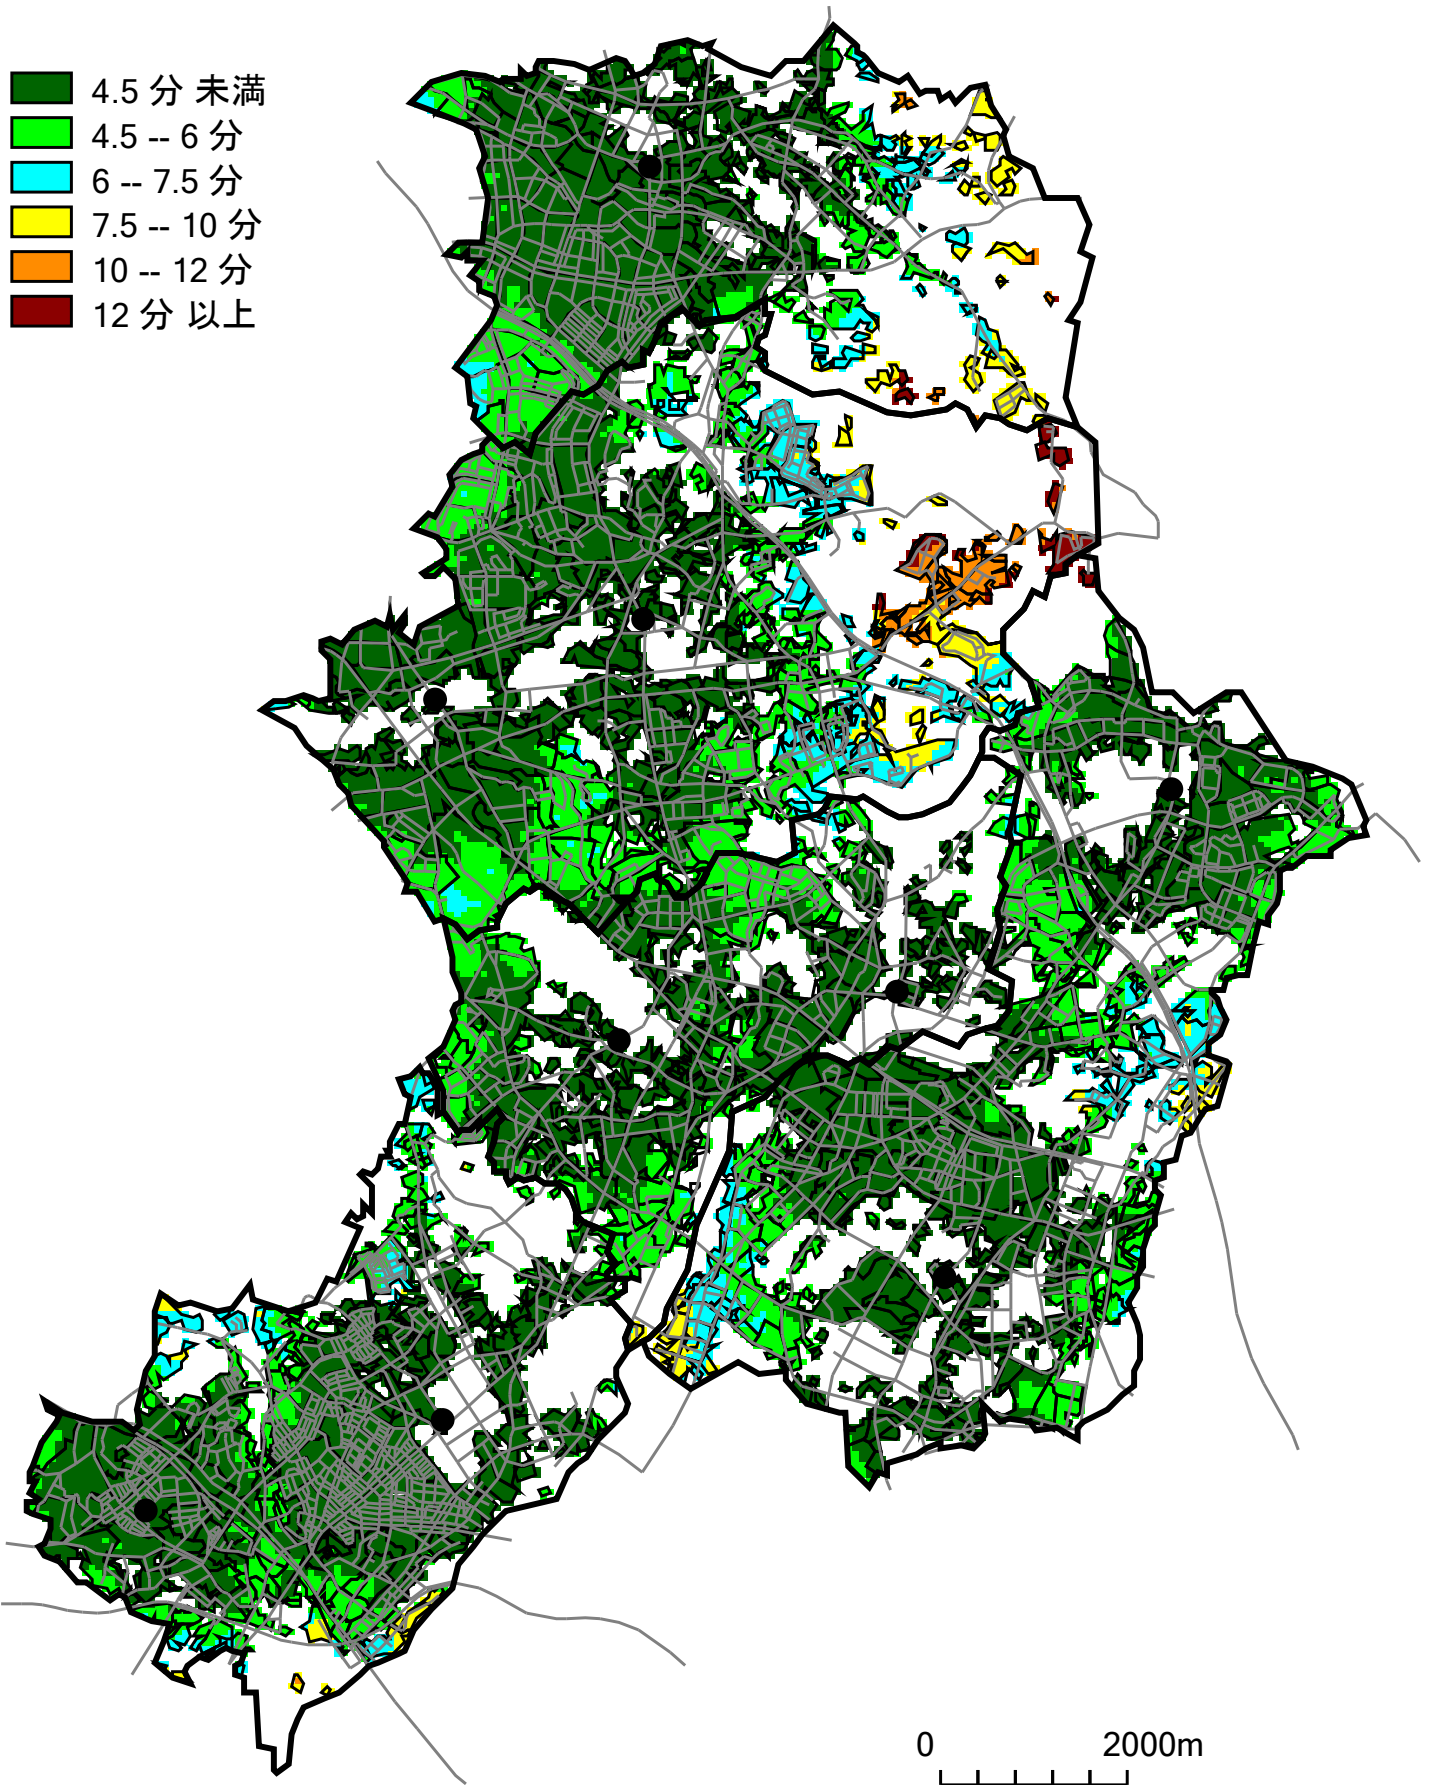 4.5 分 未満
4.5 -- 6 分
6 -- 7.5 分
7.5 -- 10 分
10 -- 12 分
12 分 以上
0 2000m